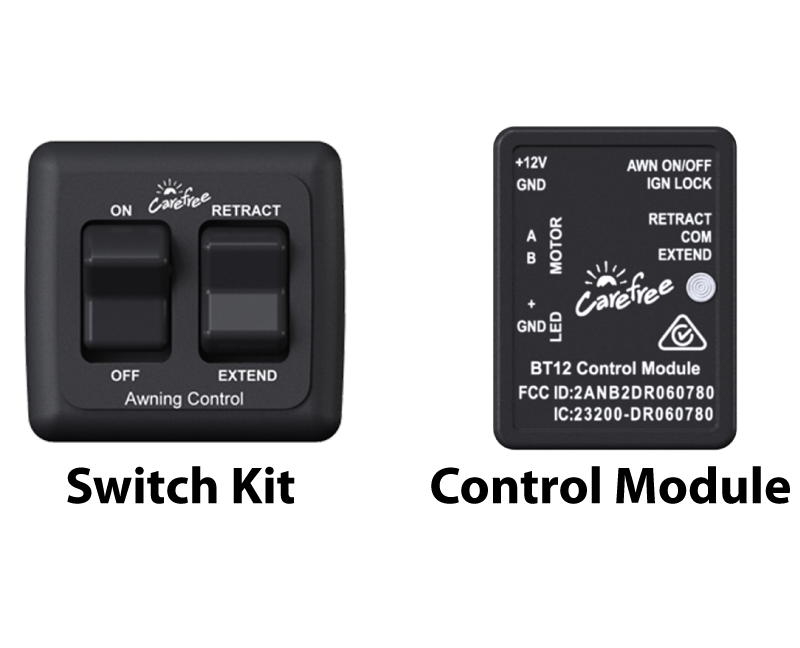 Carefree
ON RETRACT
OFF EXTEND
Awning Control
Switch Kit
+12V AWN ON/OFF
GND IGN LOCK
RETRACT
A COM
B EXTEND
MOTOR
Carefree
+
GND
LED
BT12 Control Module
FCC ID:2ANB2DR060780
IC:23200-DR060780
Control Module